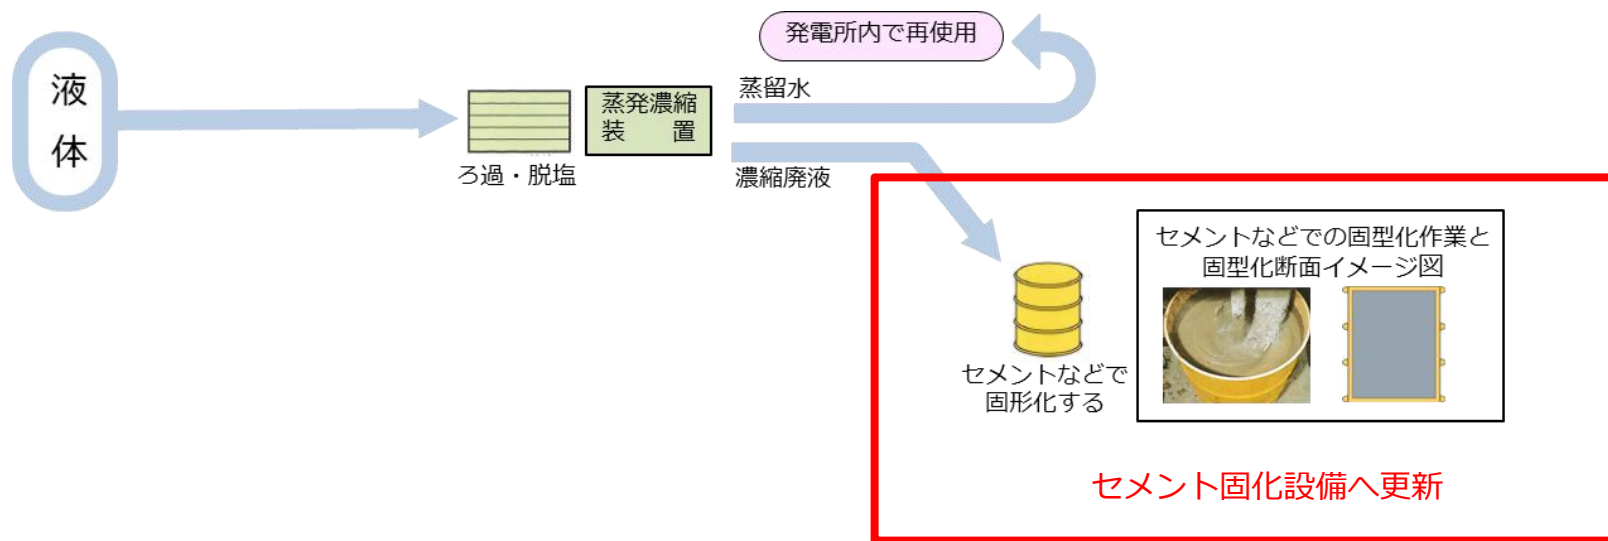 発電所内で再使用
液
体
蒸発濃縮
装　置
蒸留水
ろ過・脱塩
濃縮廃液
セメントなどでの固型化作業と
固型化断面イメージ図
セメントなどで
固形化する
セメント固化設備へ更新